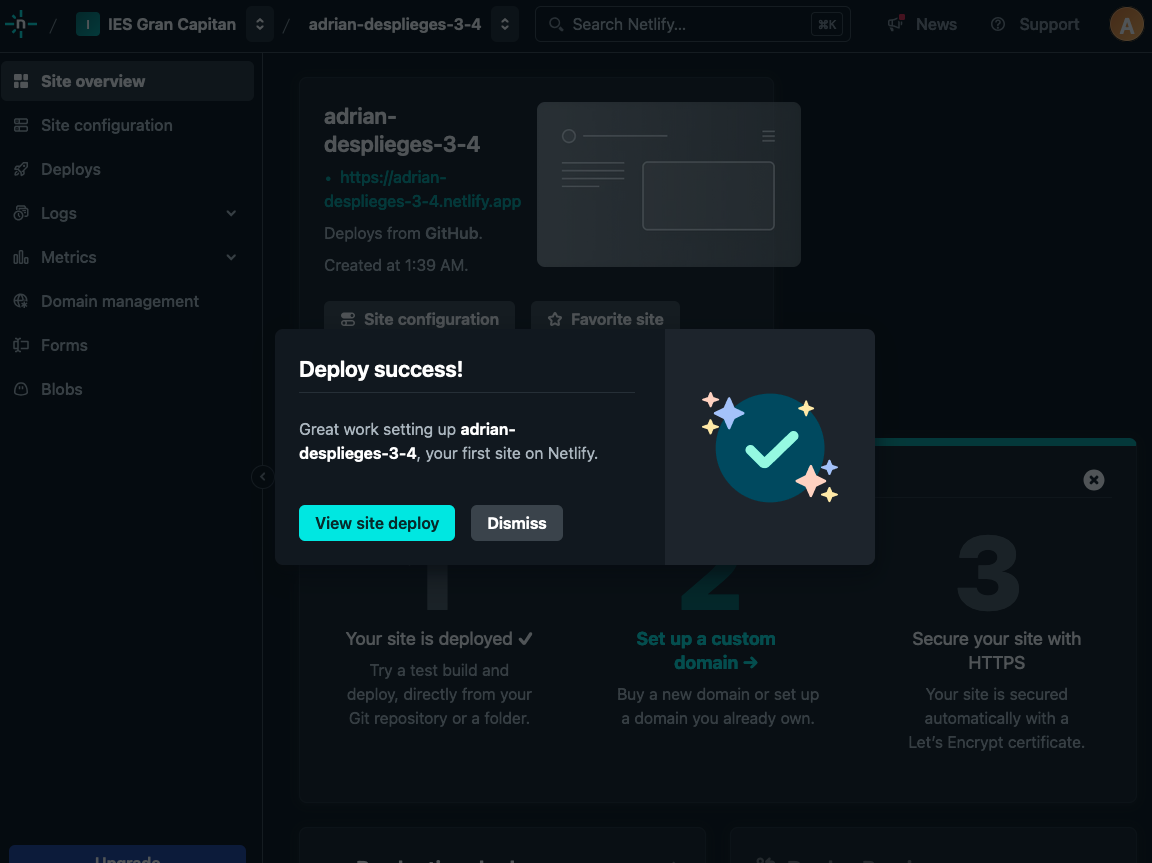 / I IES Gran Capitan / adrian-desplieges-3-4 Search Netlify... ⌘K News Support A
Site overview
Site configuration
Deploys
Logs
Metrics
Domain management
Forms
Blobs
Upgrade
adrian-
desplieges-3-4
• https://adrian-
desplieges-3-4.netlify.app
Deploys from GitHub.
Created at 1:39 AM.
Site configuration Favorite site
Deploy success!
Great work setting up adrian-
desplieges-3-4, your first site on Netlify.
View site deploy Dismiss
1
Your site is deployed ✓
Try a test build and
deploy, directly from your
Git repository or a folder.
2
Set up a custom
domain →
Buy a new domain or set up
a domain you already own.
3
Secure your site with
HTTPS
Your site is secured
automatically with a
Let’s Encrypt certificate.